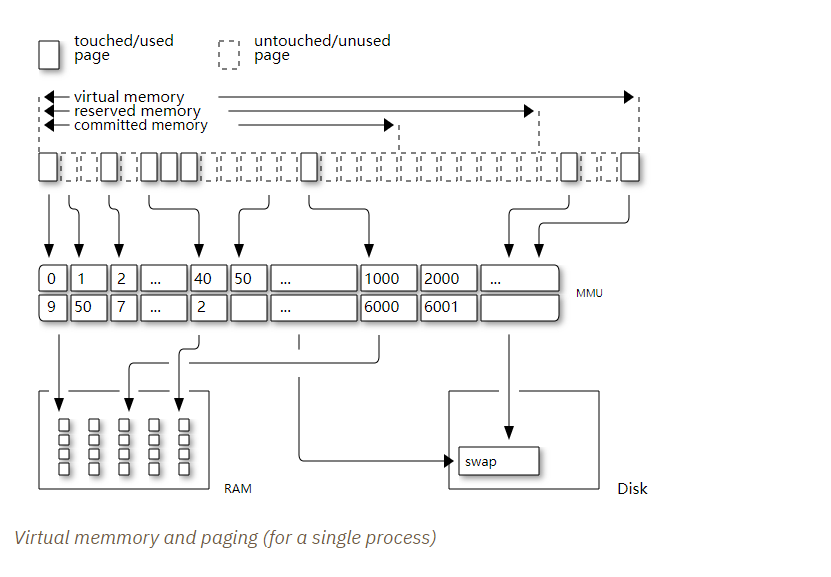 touched/used
page
untouched/unused
page
virtual memory
reserved memory
committed memory
0 1 2 ... 40 50 ... 1000 2000 ...
9 50 7 ... 2 ... 6000 6001
MMU
swap
RAM
Disk
Virtual memmory and paging (for a single process)